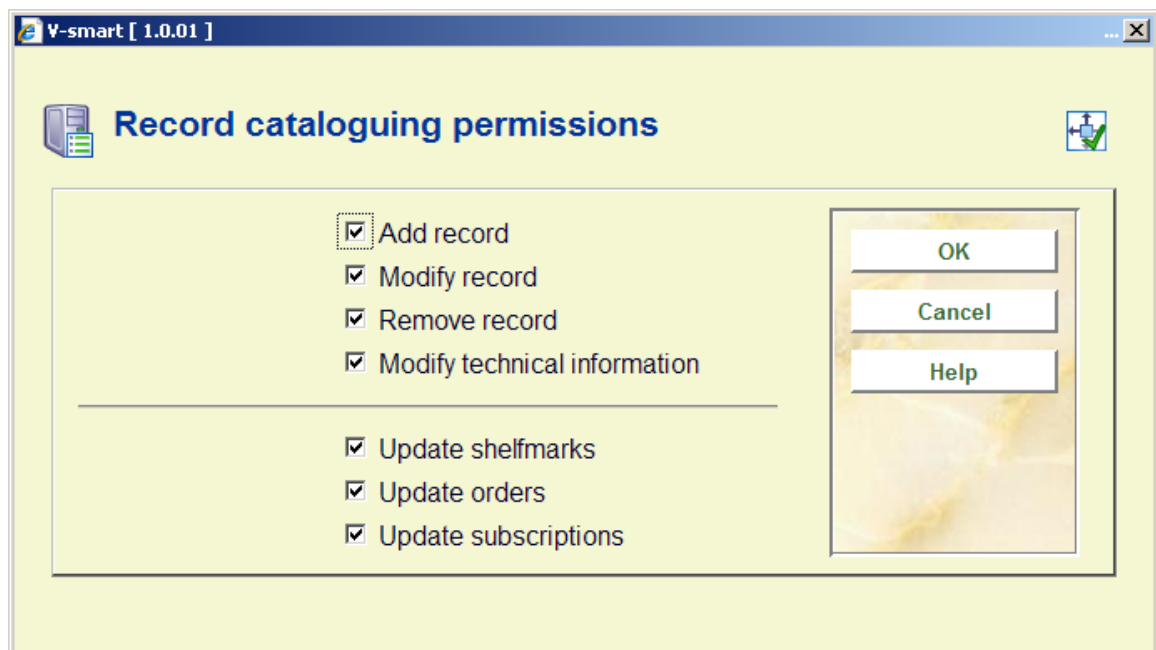 V-smart [ 1.0.01 ]
...
Record cataloguing permissions
Add record
Modify record
Remove record
Modify technical information
Update shelfmarks
Update orders
Update subscriptions
OK
Cancel
Help